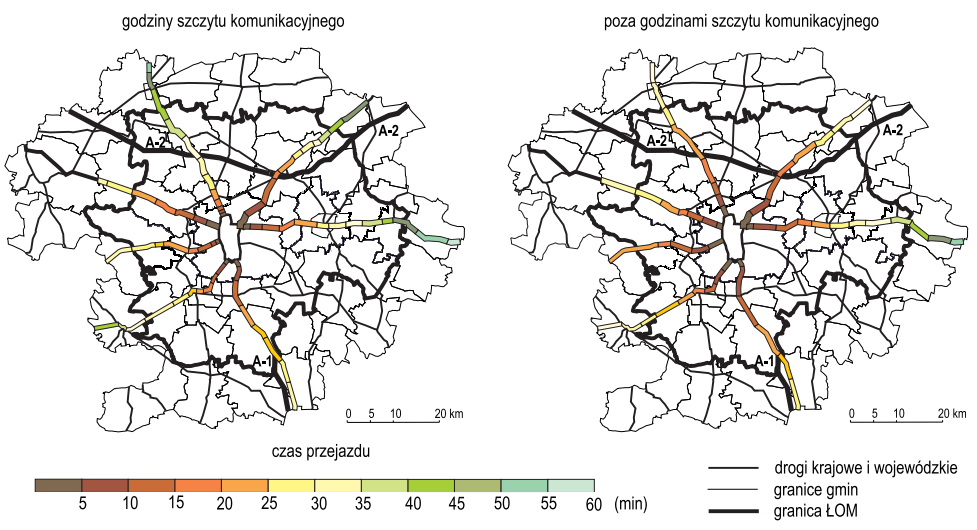 godziny szczytu komunikacyjnego
poza godzinami szczytu komunikacyjnego
A-2
A-2
A-1
0 5 10 20 km
A-2
A-2
A-1
0 5 10 20 km
czas przejazdu
5 10 15 20 25 30 35 40 45 50 55 60 (min)
drogi krajowe i wojewódzkie
granice gmin
granica ŁOM